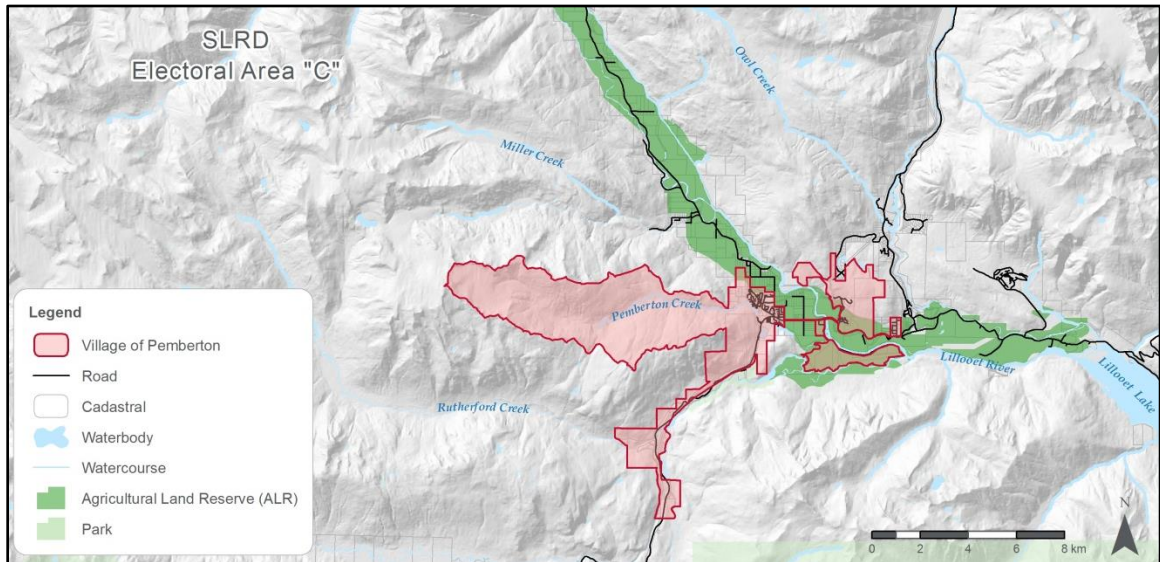 SLRD
Electoral Area "C"
Owl Creek
Miller Creek
Pemberton Creek
Lillooet River
Lillooet Lake
Rutherford Creek
Legend
Village of Pemberton
Road
Cadastral
Waterbody
Watercourse
Agricultural Land Reserve (ALR)
Park
N
0 2 4 6 8 km